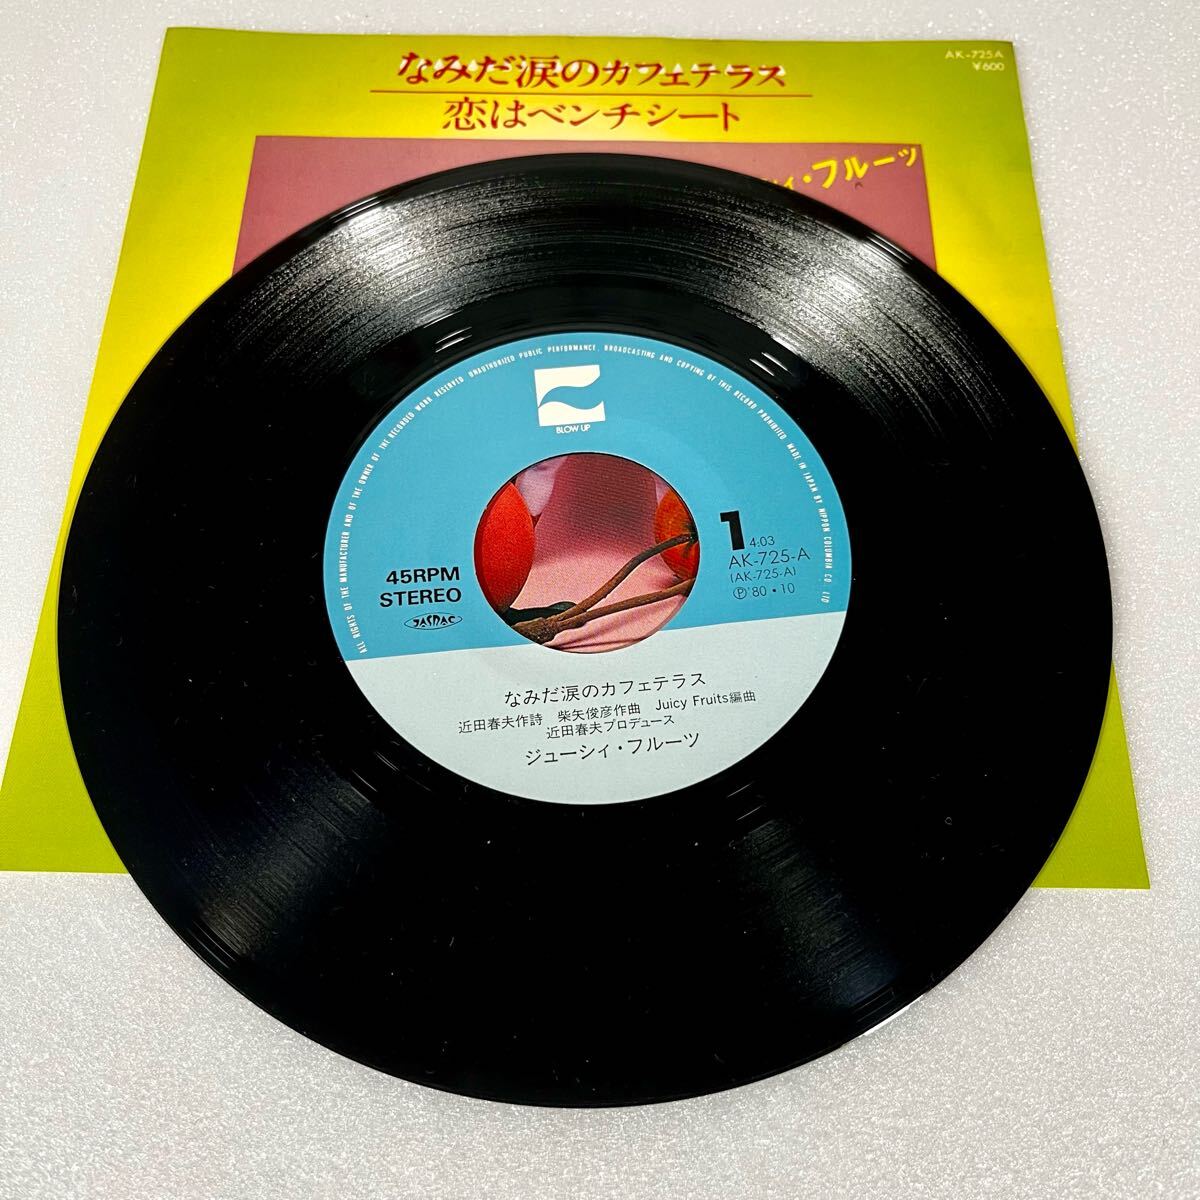 なみだ涙のカフェテラス
恋はベンチシート
AK-725A
¥600
ィ・フルーツ
ALL RIGHTS OF THE MANUFACTURER AND OF THE OWNER OF THE RECORDED WORK RESERVED. UNAUTHORIZED PUBLIC PERFORMANCE, BROADCASTING AND COPYING OF THIS RECORD PROHIBITED. MADE IN JAPAN BY NIPPON COLUMBIA CO., LTD
BLOW UP
45RPM
STEREO
JASRAC
1
4:03
AK-725-A
(AK-725-A)
Ⓟ'80・10
なみだ涙のカフェテラス
近田春夫作詩 柴矢俊彦作曲 Juicy Fruits編曲
近田春夫プロデュース
ジューシィ・フルーツ